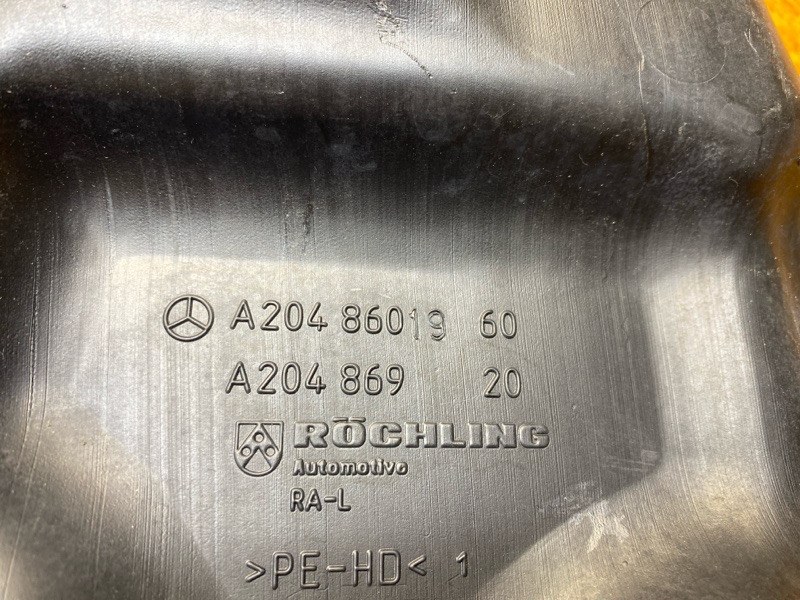 A204 86019 60
A204 869 20
RÖCHLING
Automotive
RA-L
>PE-HD< 1